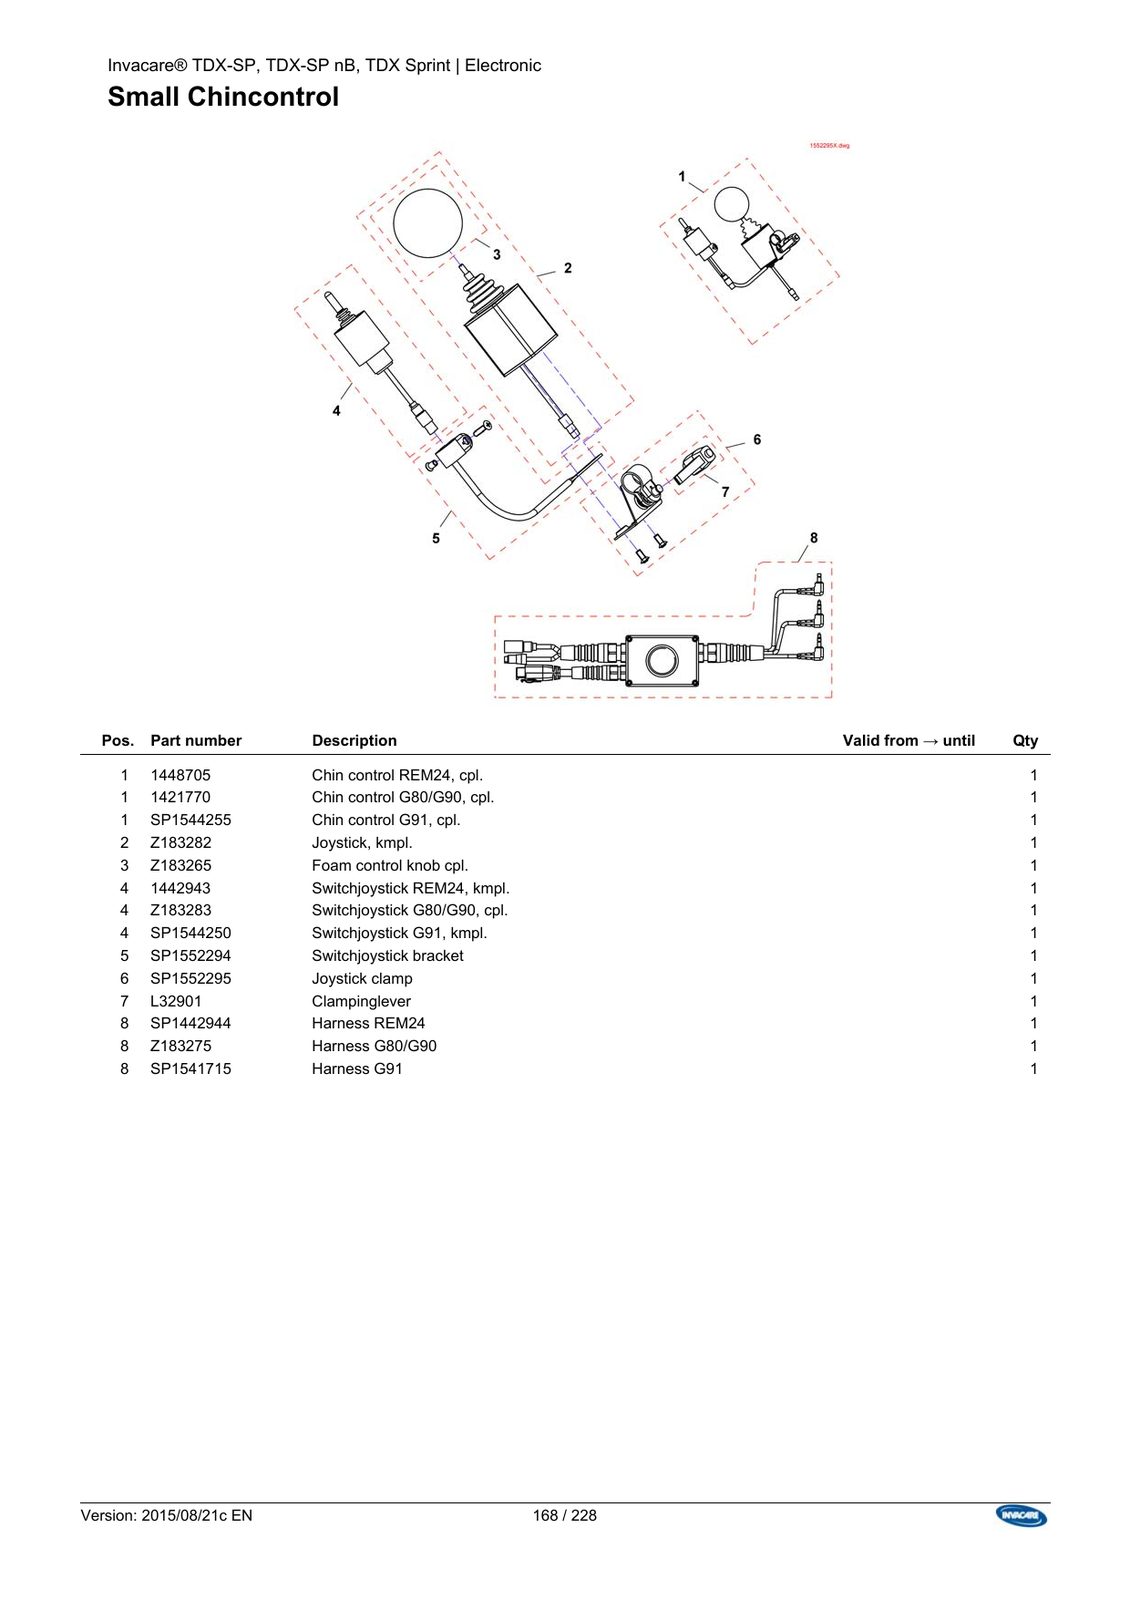 Invacare® TDX-SP, TDX-SP nB, TDX Sprint | Electronic
Small Chincontrol
1552295X.dwg
1
3
2
4
6
7
5
8
Pos. Part number Description Valid from → until Qty
1 1448705 Chin control REM24, cpl. 1
1 1421770 Chin control G80/G90, cpl. 1
1 SP1544255 Chin control G91, cpl. 1
2 Z183282 Joystick, kmpl. 1
3 Z183265 Foam control knob cpl. 1
4 1442943 Switchjoystick REM24, kmpl. 1
4 Z183283 Switchjoystick G80/G90, cpl. 1
4 SP1544250 Switchjoystick G91, kmpl. 1
5 SP1552294 Switchjoystick bracket 1
6 SP1552295 Joystick clamp 1
7 L32901 Clampinglever 1
8 SP1442944 Harness REM24 1
8 Z183275 Harness G80/G90 1
8 SP1541715 Harness G91 1
Version: 2015/08/21c EN 168 / 228
INVACARE